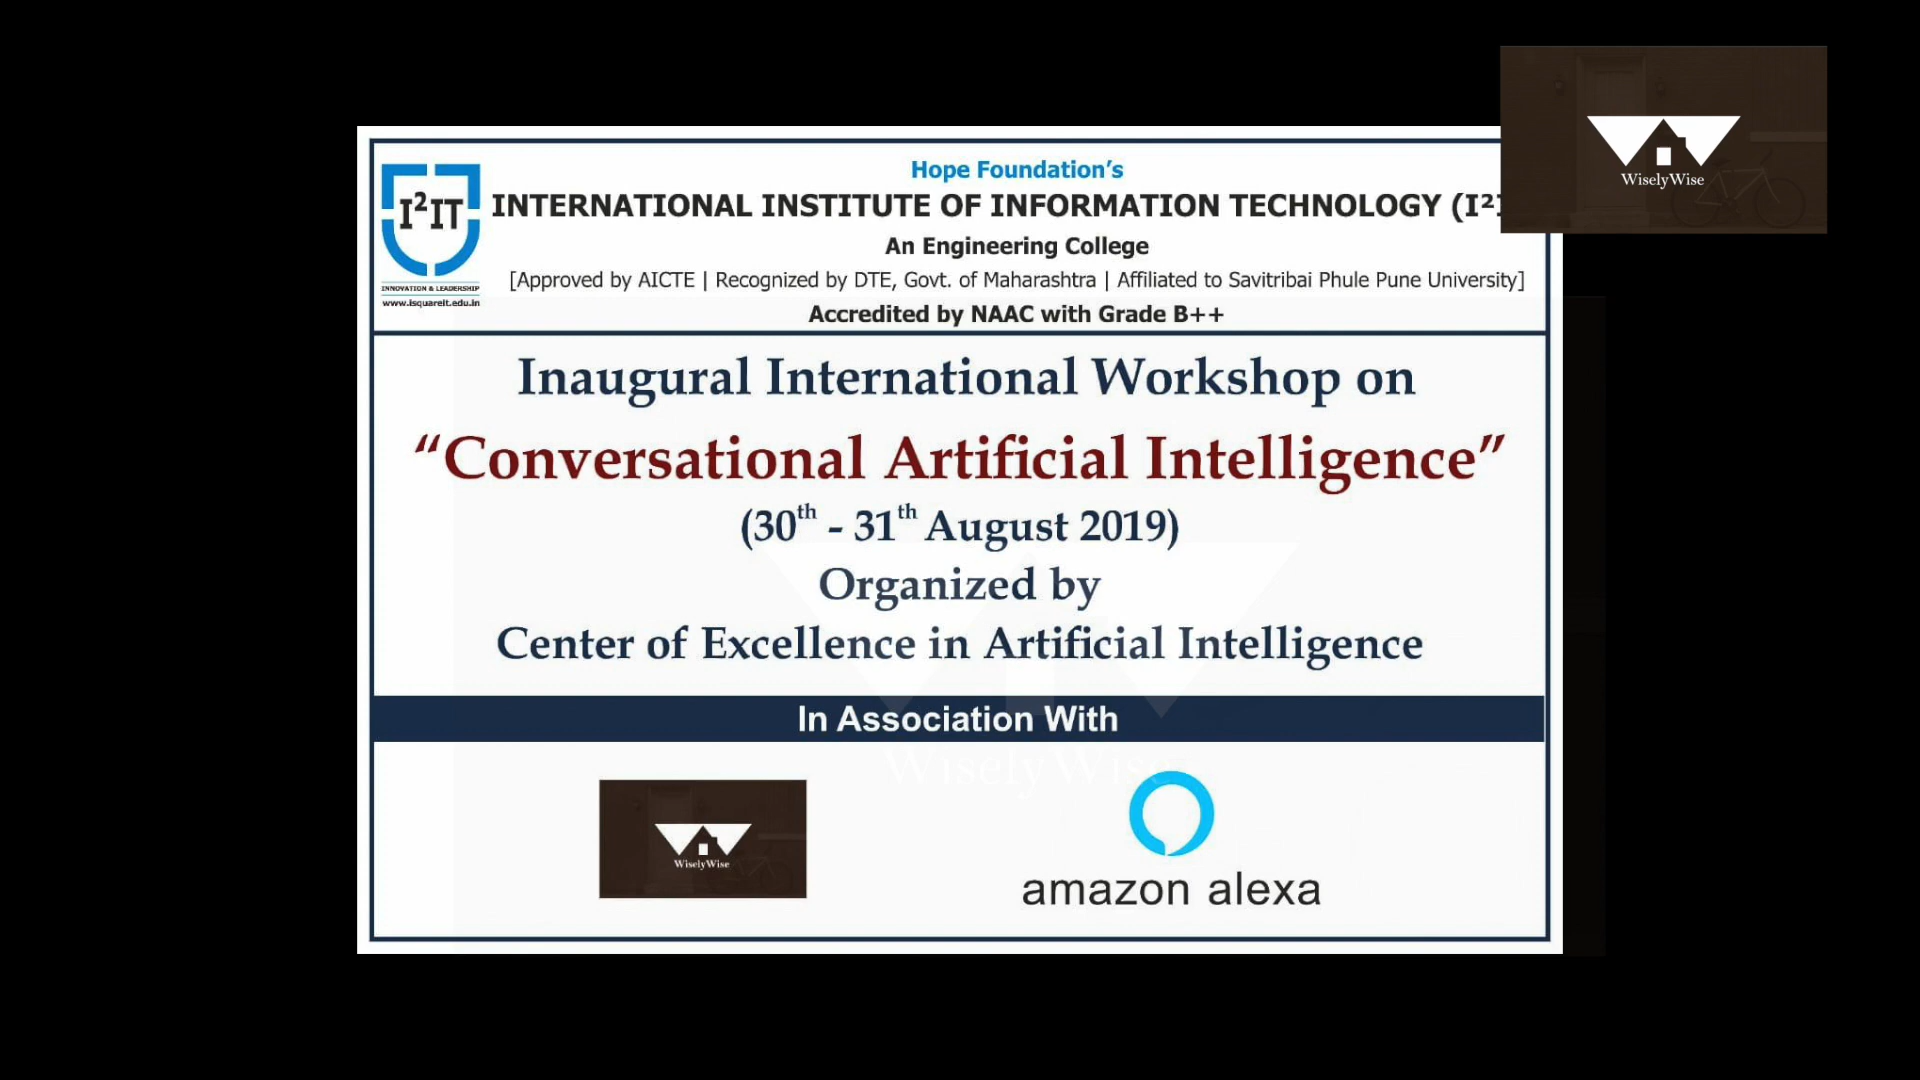 WiselyWise
Hope Foundation's
I²IT
INTERNATIONAL INSTITUTE OF INFORMATION TECHNOLOGY (I²I
An Engineering College
[Approved by AICTE | Recognized by DTE, Govt. of Maharashtra | Affiliated to Savitribai Phule Pune University]
INNOVATION & LEADERSHIP
www.isquareit.edu.in
Accredited by NAAC with Grade B++
Inaugural International Workshop on
“Conversational Artificial Intelligence”
(30th - 31th August 2019)
Organized by
Center of Excellence in Artificial Intelligence
In Association With
WiselyWise
WiselyWise
amazon alexa